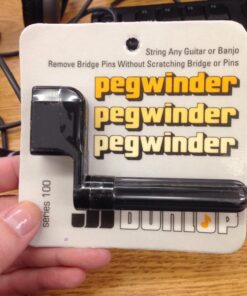 String Any Guitar or Banjo
Remove Bridge Pins Without Scratching Bridge or Pins
pegwinder
pegwinder
pegwinder
series 100
DUNLOP